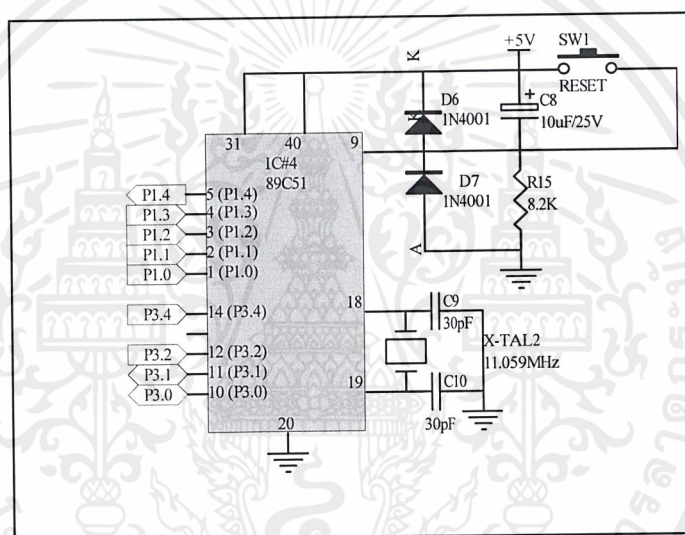 +5V
SW1
RESET
K
D6
K
1N4001
+
C8
10uF/25V
31
40
9
IC#4
89C51
D7
1N4001
R15
8.2K
A
P1.4
5 (P1.4)
P1.3
4 (P1.3)
P1.2
3 (P1.2)
P1.1
2 (P1.1)
P1.0
1 (P1.0)
P3.4
14 (P3.4)
18
C9
30pF
X-TAL2
11.059MHz
P3.2
12 (P3.2)
P3.1
11 (P3.1)
P3.0
10 (P3.0)
19
C10
30pF
20